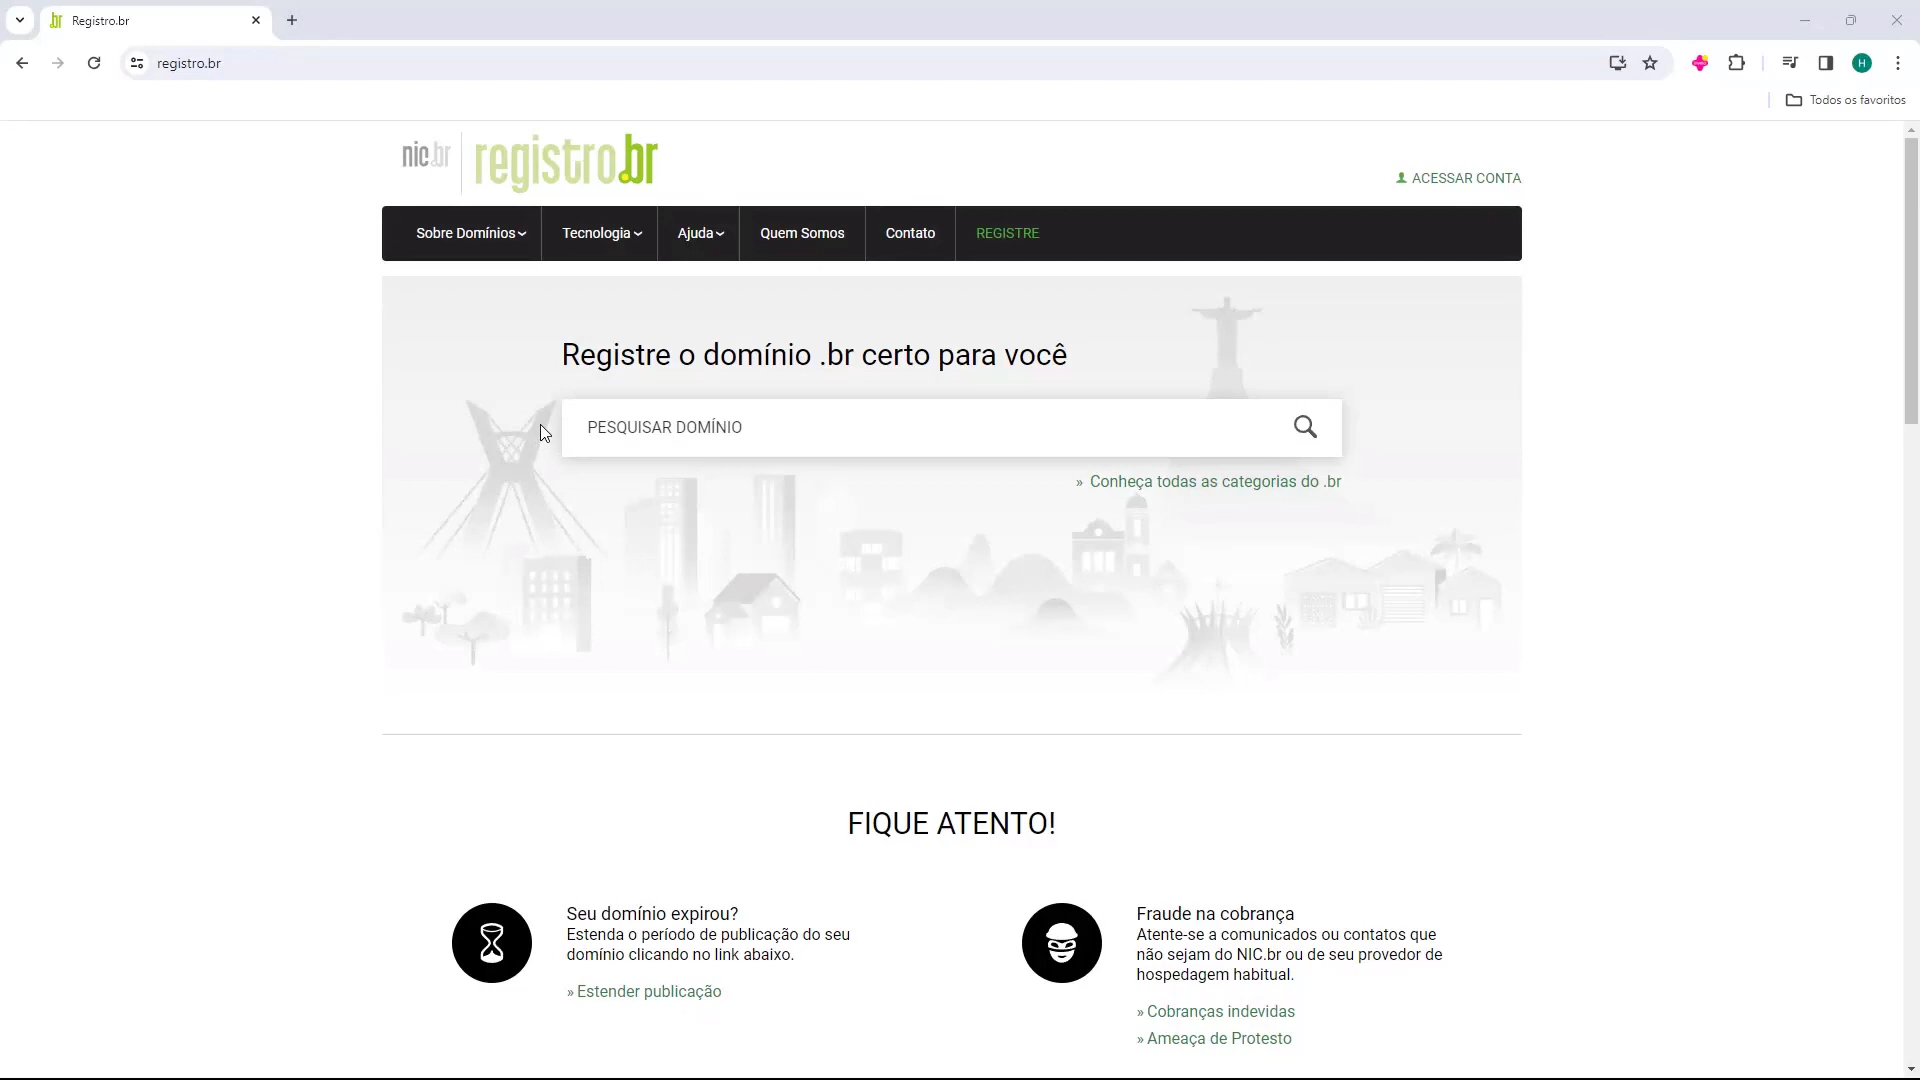 Registro.br
registro.br
H
Todos os favoritos
nic.br
registro.br
ACESSAR CONTA
Sobre Domínios
Tecnologia
Ajuda
Quem Somos
Contato
REGISTRE
Registre o domínio .br certo para você
PESQUISAR DOMÍNIO
» Conheça todas as categorias do .br
FIQUE ATENTO!
Seu domínio expirou?
Estenda o período de publicação do seu
domínio clicando no link abaixo.
» Estender publicação
Fraude na cobrança
Atente-se a comunicados ou contatos que
não sejam do NIC.br ou de seu provedor de
hospedagem habitual.
» Cobranças indevidas
» Ameaça de Protesto